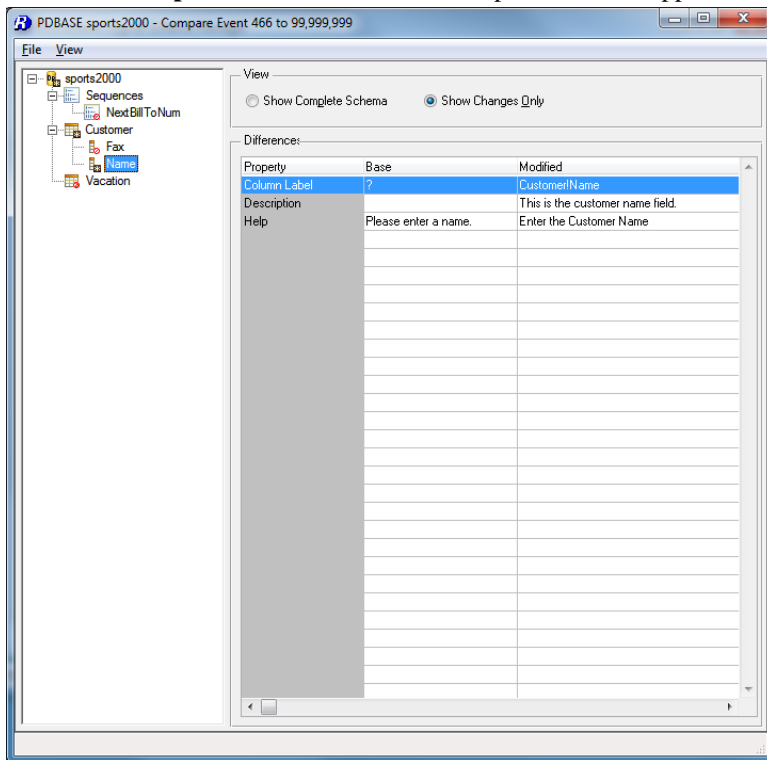 PDBASE sports2000 - Compare Event 466 to 99,999,999
File View
sports2000
Sequences
NextBillToNum
Customer
Fax
Name
Vacation
View
Show Complete Schema Show Changes Only
Differences
Property Base Modified
Column Label ? Customer!Name
Description This is the customer name field.
Help Please enter a name. Enter the Customer Name